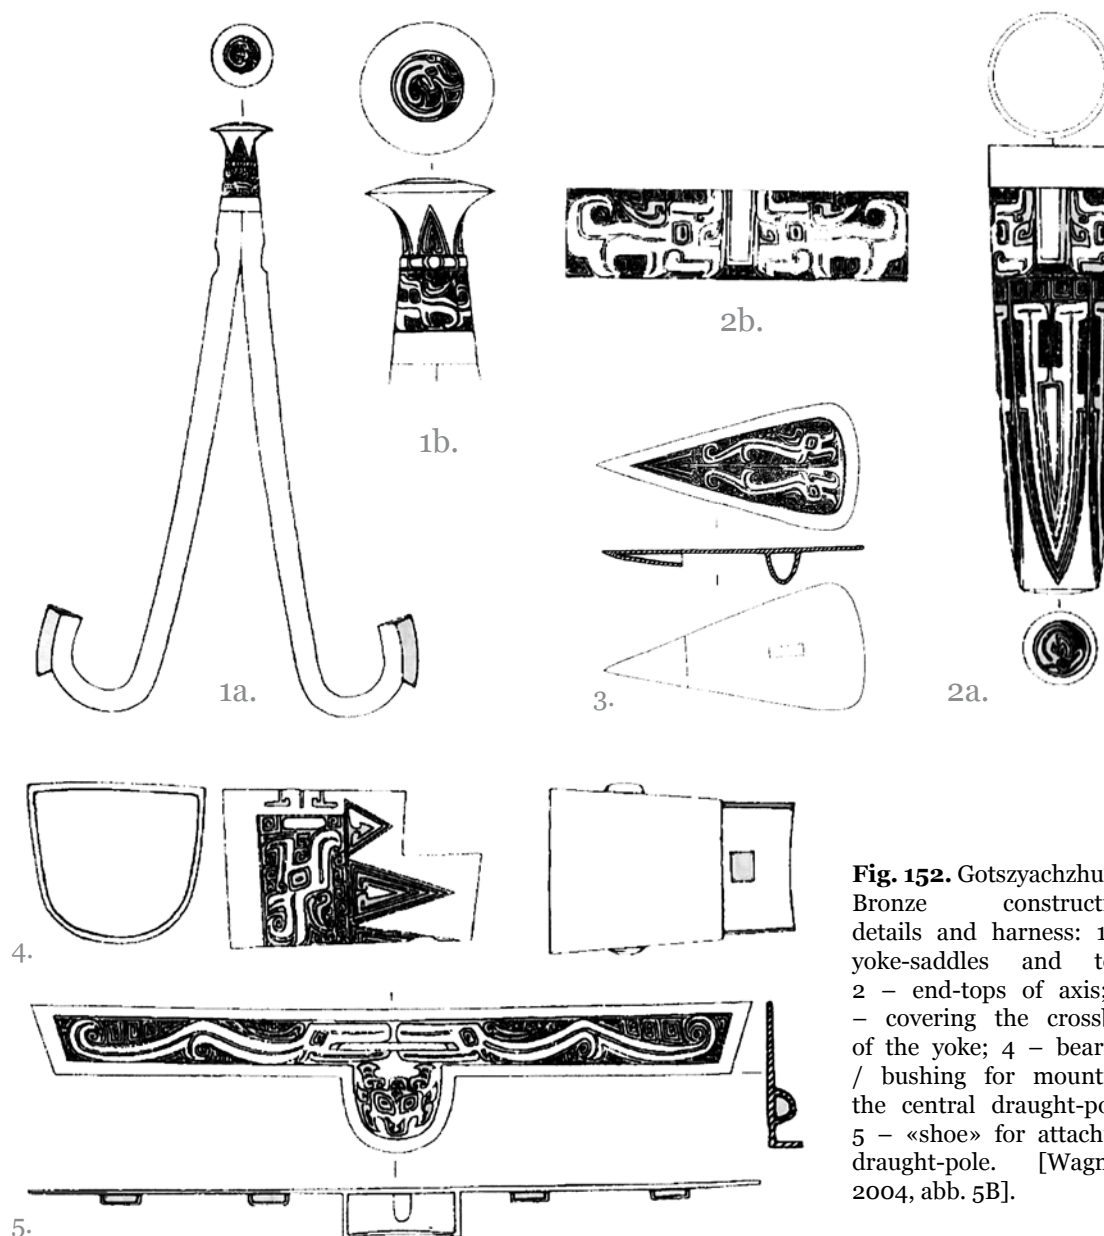 2b.
1b.
1a.
3.
2a.
4.
Fig. 152. Gotszyachzhu
Bronze constructi
details and harness: 1
yoke-saddles and t
2 – end-tops of axis;
– covering the crossb
of the yoke; 4 – bear
/ bushing for mount
the central draught-po
5 – «shoe» for attach
draught-pole. [Wagn
2004, abb. 5B].
5.